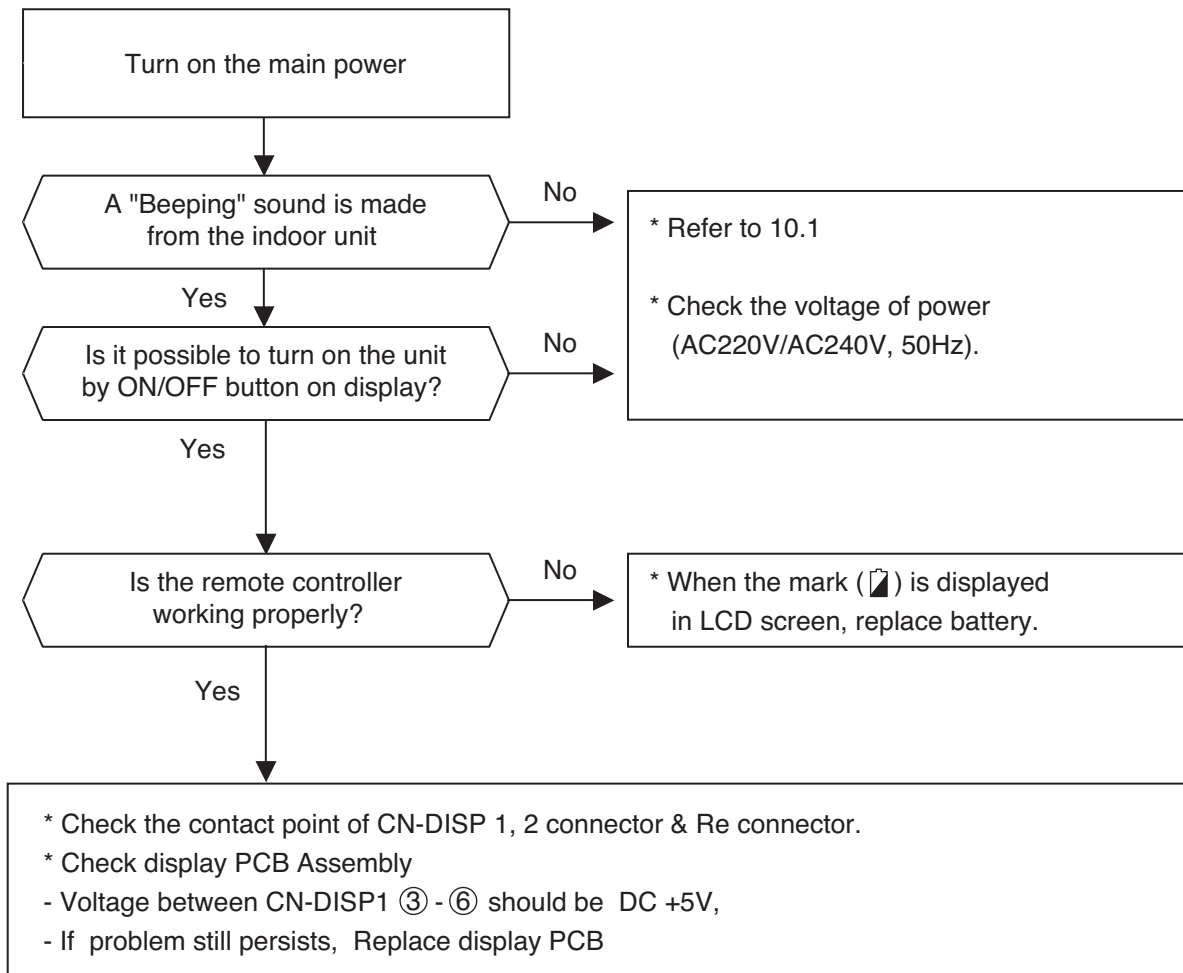 Turn on the main power
A "Beeping" sound is made
from the indoor unit
No
* Refer to 10.1
* Check the voltage of power
(AC220V/AC240V, 50Hz).
Yes
Is it possible to turn on the unit
by ON/OFF button on display?
No
Yes
Is the remote controller
working properly?
No
* When the mark ( ) is displayed
in LCD screen, replace battery.
Yes
* Check the contact point of CN-DISP 1, 2 connector & Re connector.
* Check display PCB Assembly
- Voltage between CN-DISP1 ③ - ⑥ should be DC +5V,
- If problem still persists, Replace display PCB